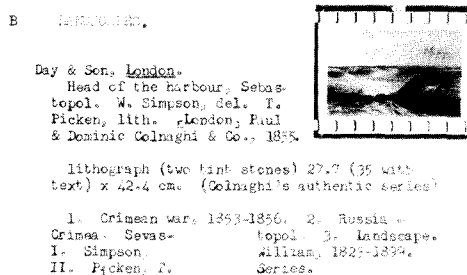 B
Day & Son, London.
Head of the harbour, Sebas-
topol. W. Simpson, del. T.
Picken, lith. London, Paul
& Dominic Colnaghi & Co., 1855.
lithograph (two tint stones) 27.7 (35 with
text) x 42.4 cm. (Colnaghi's authentic series)
1. Crimean war, 1853-1856. 2. Russia -
Crimea - Sevas- topol. 3. Landscape.
I. Simpson, William, 1823-1899.
II. Picken, T. Series.